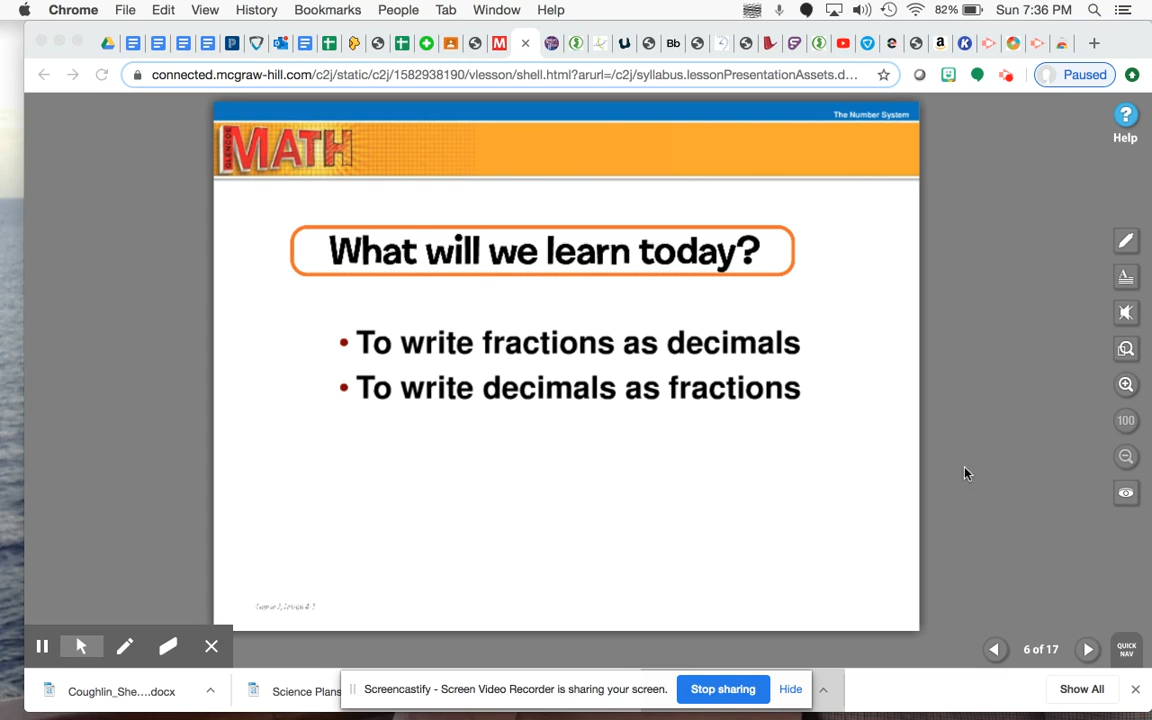 Chrome File Edit View History Bookmarks People Tab Window Help 82% Sun 7:36 PM
Bb
connected.mcgraw-hill.com/c2j/static/c2j/1582938190/vlesson/shell.html?arurl=/c2j/syllabus.lessonPresentationAssets.d... Paused
The Number System
GLENCOE MATH
Help
What will we learn today?
• To write fractions as decimals
• To write decimals as fractions
100
6 of 17 QUICK NAV
Coughlin_She....docx Science Plans Screencastify - Screen Video Recorder is sharing your screen. Stop sharing Hide Show All